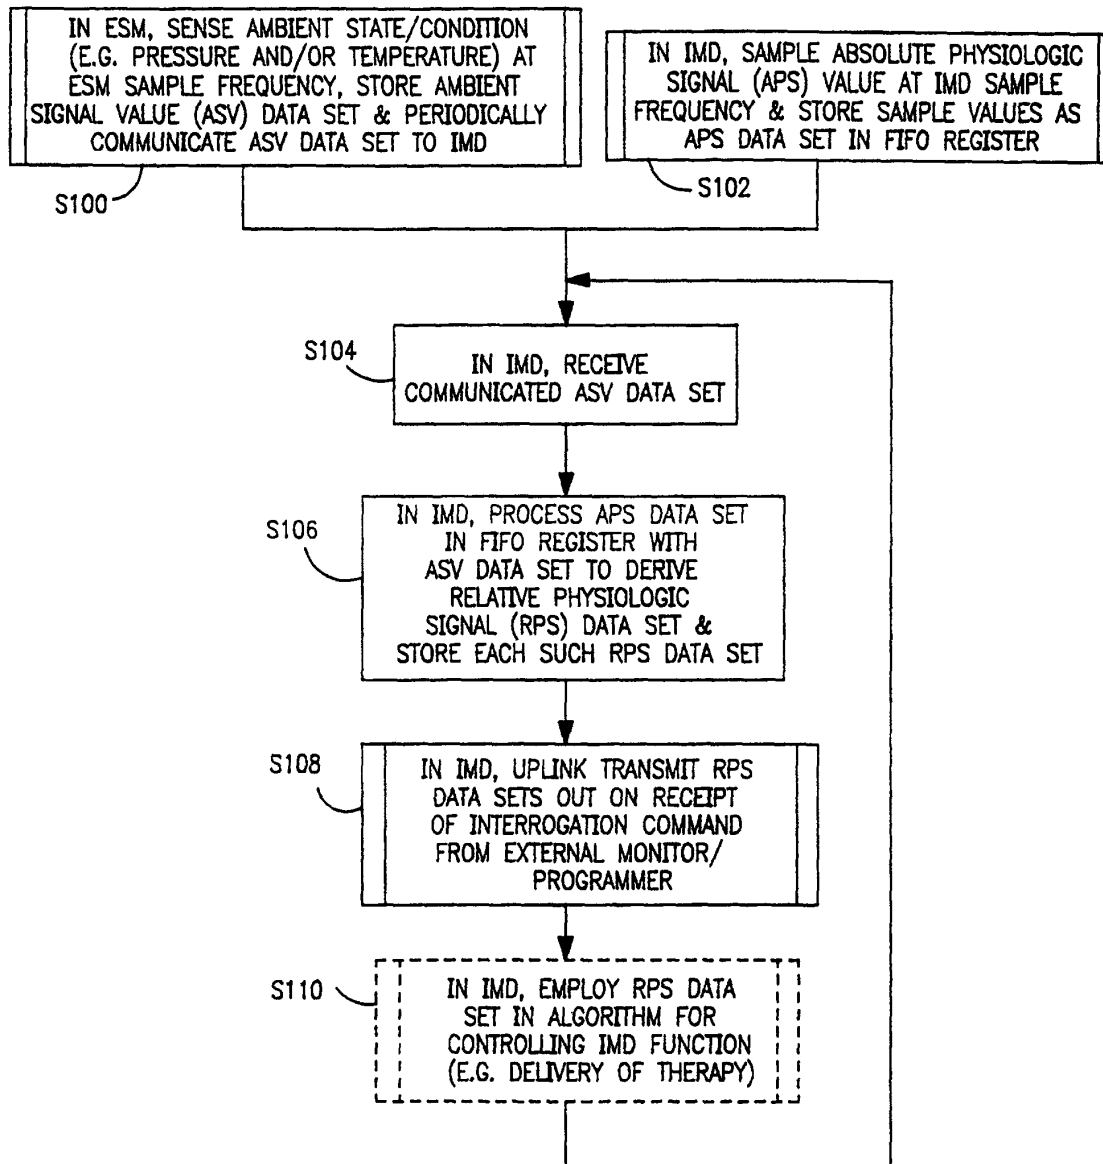 IN ESM, SENSE AMBIENT STATE/CONDITION
(E.G. PRESSURE AND/OR TEMPERATURE) AT
ESM SAMPLE FREQUENCY, STORE AMBIENT
SIGNAL VALUE (ASV) DATA SET & PERIODICALLY
COMMUNICATE ASV DATA SET TO IMD
S100
IN IMD, SAMPLE ABSOLUTE PHYSIOLOGIC
SIGNAL (APS) VALUE AT IMD SAMPLE
FREQUENCY & STORE SAMPLE VALUES AS
APS DATA SET IN FIFO REGISTER
S102
S104
IN IMD, RECEIVE
COMMUNICATED ASV DATA SET
S106
IN IMD, PROCESS APS DATA SET
IN FIFO REGISTER WITH
ASV DATA SET TO DERIVE
RELATIVE PHYSIOLOGIC
SIGNAL (RPS) DATA SET &
STORE EACH SUCH RPS DATA SET
S108
IN IMD, UPLINK TRANSMIT RPS
DATA SETS OUT ON RECEIPT
OF INTERROGATION COMMAND
FROM EXTERNAL MONITOR/
PROGRAMMER
S110
IN IMD, EMPLOY RPS DATA
SET IN ALGORITHM FOR
CONTROLLING IMD FUNCTION
(E.G. DELIVERY OF THERAPY)